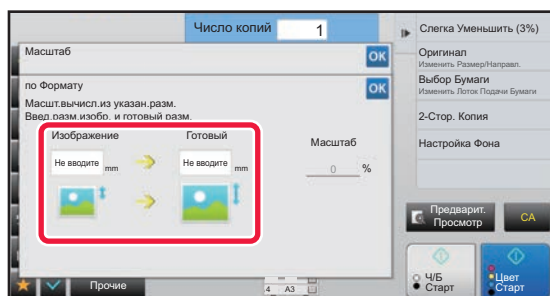 Число копий 1
Масштаб
OK
по Формату
OK
Масшт.вычисл.из указан.разм.
Введ.разм.изобр. и готовый разм.
Изображение
Готовый
Масштаб
Не вводите mm
Не вводите mm
0 %
Прочие
4 A3
Слегка Уменьшить (3%)
Оригинал
Изменить Размер/Направл.
Выбор Бумаги
Изменить Лоток Подачи Бумаги
2-Стор. Копия
Настройка Фона
Предварит.
Просмотр
CA
Ч/Б
Старт
Цвет
Старт